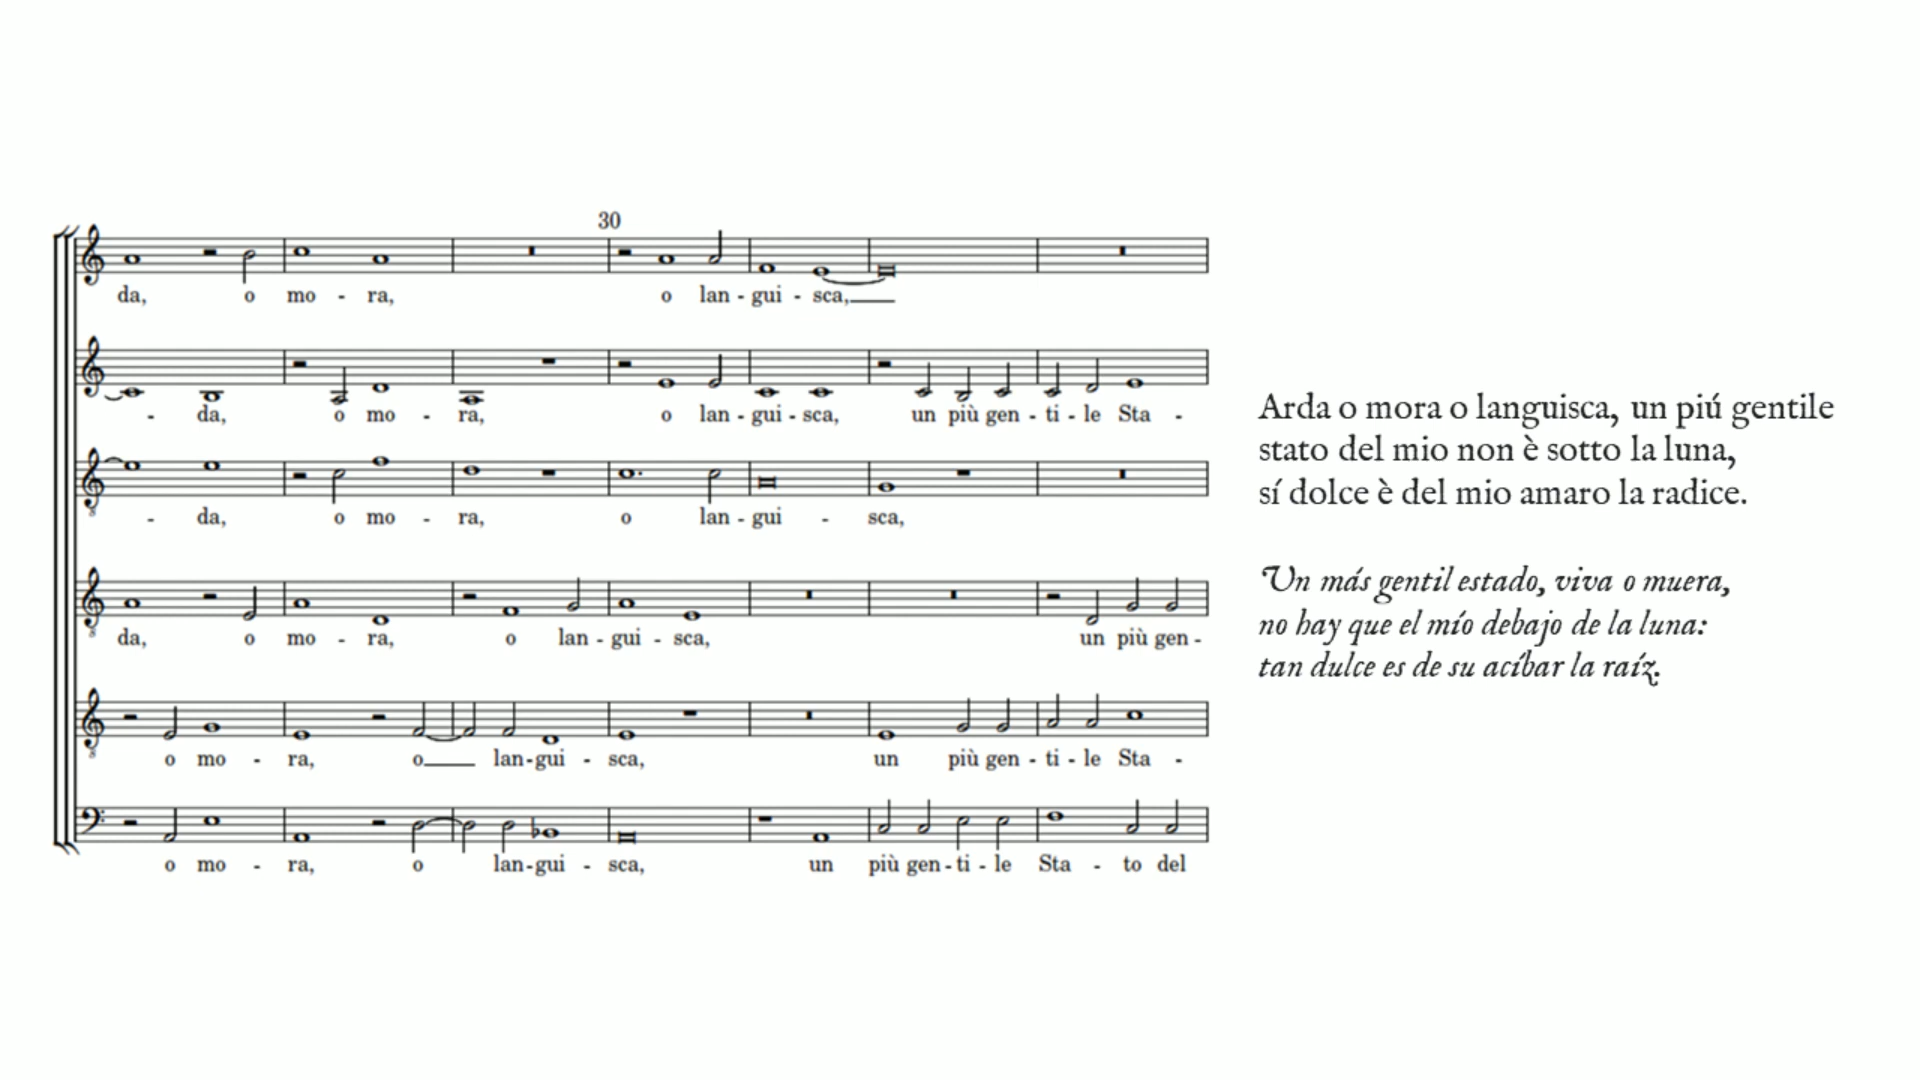 30
da, o mo - ra, o lan - gui - sca,
- da, o mo - ra, o lan - gui - sca, un più gen - ti - le Sta -
- da, o mo - ra, o lan - gui - sca,
da, o mo - ra, o lan - gui - sca, un più gen -
o mo - ra, o lan - gui - sca, un più gen - ti - le Sta -
o mo - ra, o lan - gui - sca, un più gen - ti - le Sta - to del
Arda o mora o languisca, un piú gentile
stato del mio non è sotto la luna,
sí dolce è del mio amaro la radice.
Un más gentil estado, viva o muera,
no hay que el mío debajo de la luna:
tan dulce es de su acíbar la raíz.